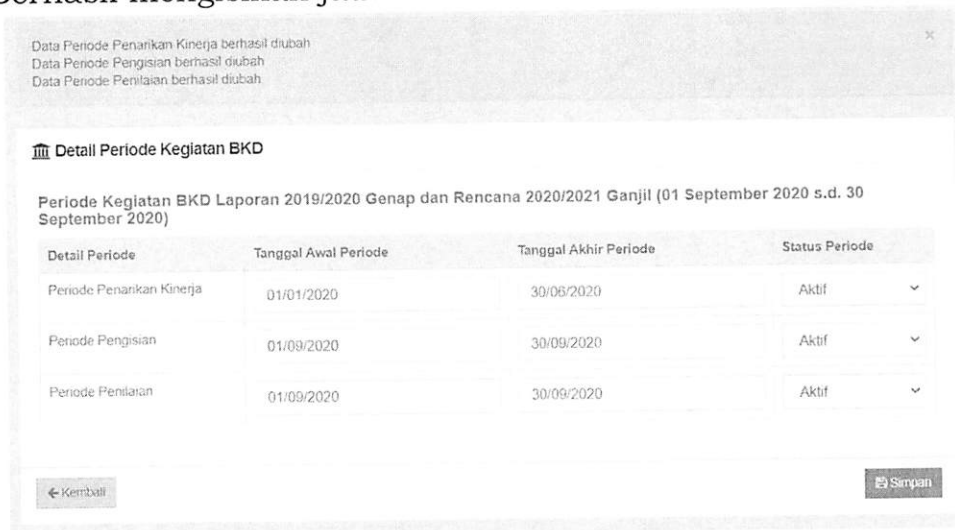 Data Periode Penarikan Kinerja berhasil diubah
Data Periode Pengisian berhasil diubah
Data Periode Penilaian berhasil diubah
×
Detail Periode Kegiatan BKD
Periode Kegiatan BKD Laporan 2019/2020 Genap dan Rencana 2020/2021 Ganjil (01 September 2020 s.d. 30
September 2020)
Detail Periode Tanggal Awal Periode Tanggal Akhir Periode Status Periode
Periode Penarikan Kinerja 01/01/2020 30/06/2020 Aktif
Periode Pengisian 01/09/2020 30/09/2020 Aktif
Periode Penilaian 01/09/2020 30/09/2020 Aktif
Kembali Simpan